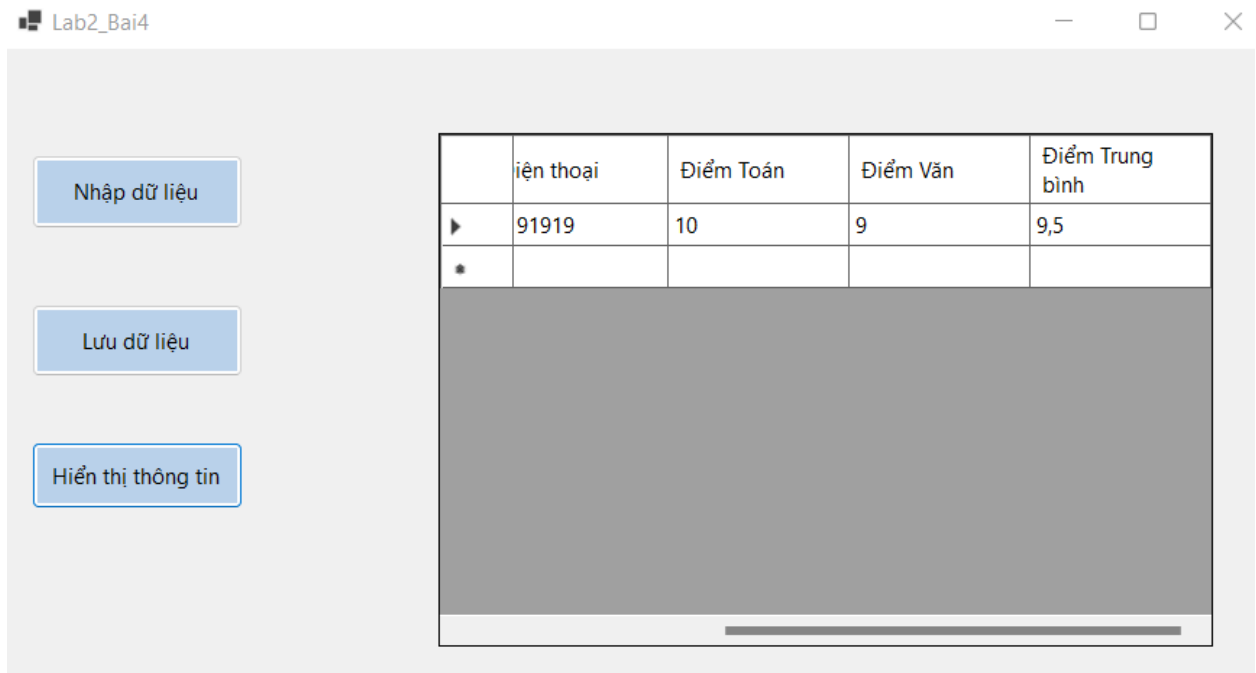 Lab2_Bai4
Nhập dữ liệu
Lưu dữ liệu
Hiển thị thông tin
iện thoại Điểm Toán Điểm Văn Điểm Trung
bình
91919 10 9 9,5